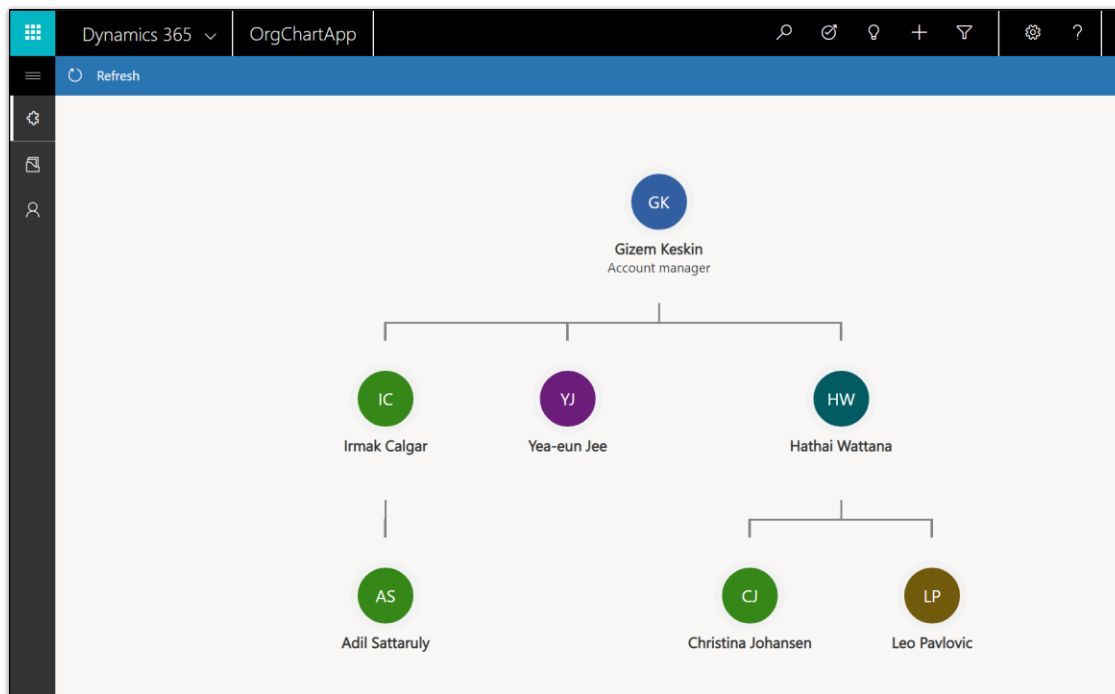 Dynamics 365 OrgChartApp ?
Refresh
GK
Gizem Keskin
Account manager
IC YJ HW
Irmak Calgar Yea-eun Jee Hathai Wattana
AS CJ LP
Adil Sattaruly Christina Johansen Leo Pavlovic